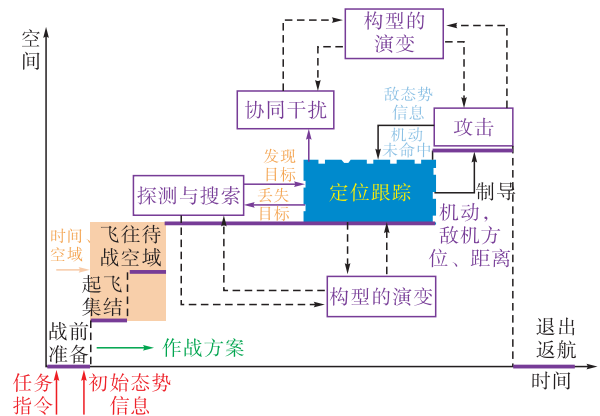 空
间
构型的
演变
敌态势
信息
机动
未命中
协同干扰
攻击
发现
目标
定位跟踪
探测与搜索
丢失
目标
制导
机动，
敌机方
位、距离
时间、
空域
飞往待
战空域
起飞
集结
构型的演变
战前
准备
作战方案
退出
返航
时间
任务
指令
初始态势
信息